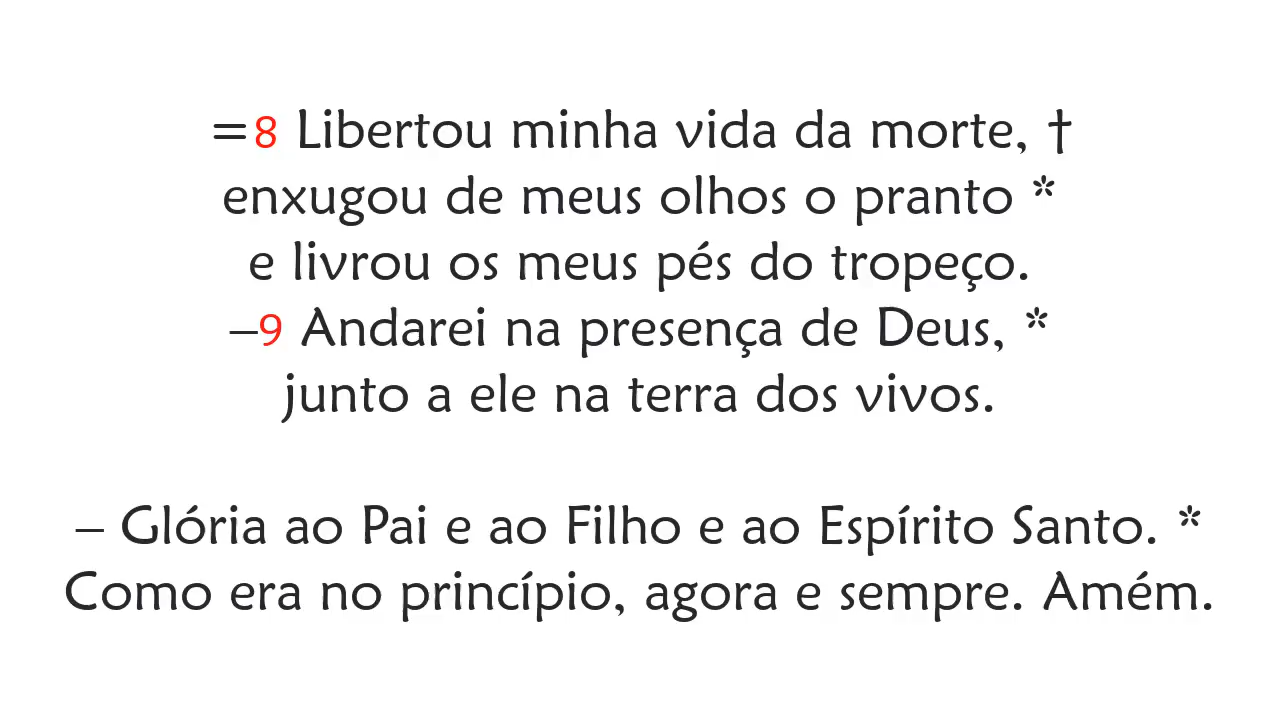 =8 Libertou minha vida da morte, †
enxugou de meus olhos o pranto *
e livrou os meus pés do tropeço.
–9 Andarei na presença de Deus, *
junto a ele na terra dos vivos.
– Glória ao Pai e ao Filho e ao Espírito Santo. *
Como era no princípio, agora e sempre. Amém.